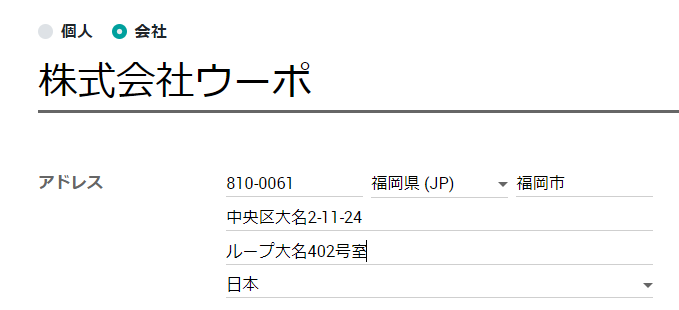 個人 会社
株式会社ウーポ
アドレス 810-0061 福岡県 (JP) 福岡市
中央区大名2-11-24
ループ大名402号室
日本